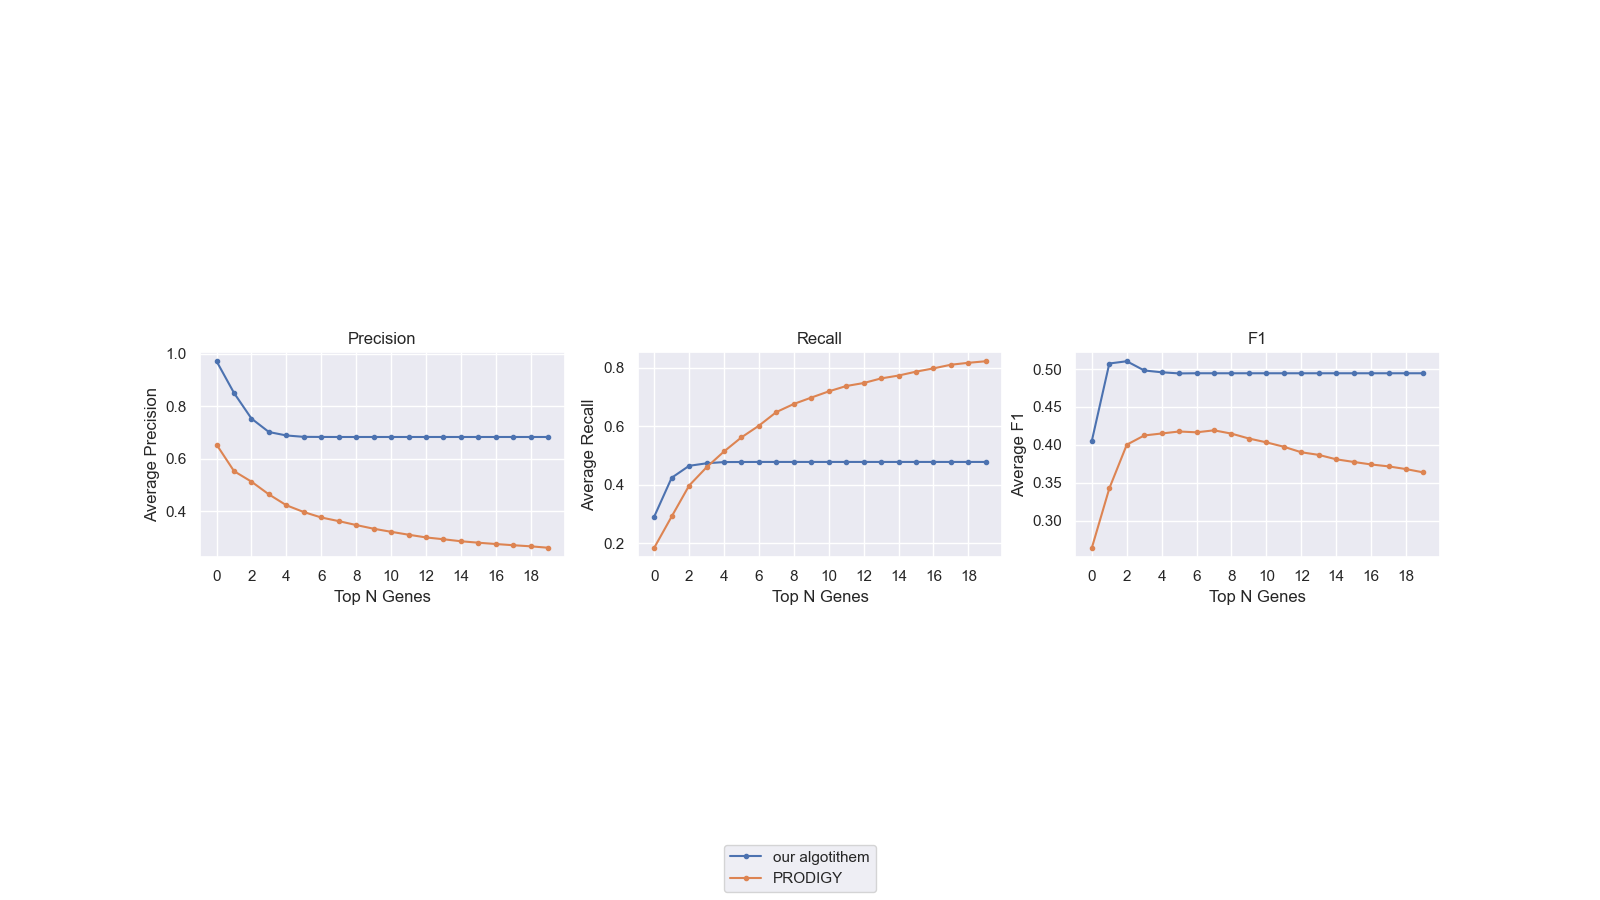 Precision
Average Precision
1.0
0.8
0.6
0.4
0 2 4 6 8 10 12 14 16 18
Top N Genes
Recall
Average Recall
0.8
0.6
0.4
0.2
0 2 4 6 8 10 12 14 16 18
Top N Genes
F1
Average F1
0.50
0.45
0.40
0.35
0.30
0 2 4 6 8 10 12 14 16 18
Top N Genes
our algotithem
PRODIGY